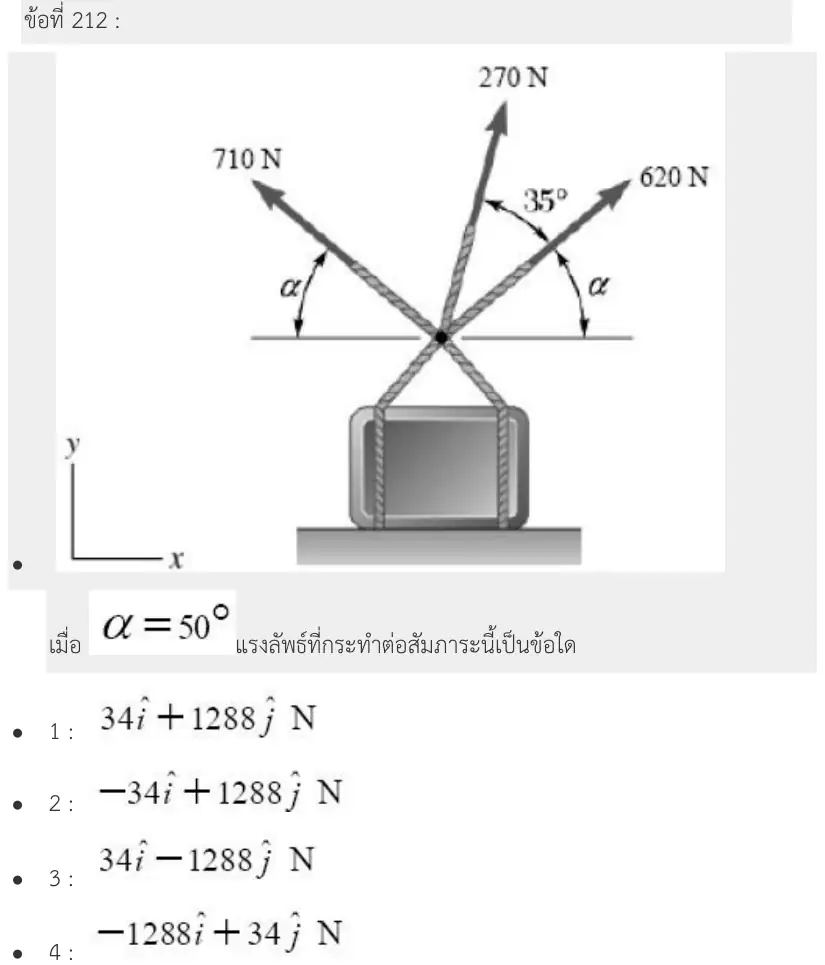 ข้อที่ 212 :
270 N
710 N
620 N
35°
α
α
y
x
เมื่อ α = 50° แรงลัพธ์ที่กระทำต่อสัมภาระนี้เป็นข้อใด
1 : 34î + 1288ĵ N
2 : −34î + 1288ĵ N
3 : 34î − 1288ĵ N
4 : −1288î + 34ĵ N